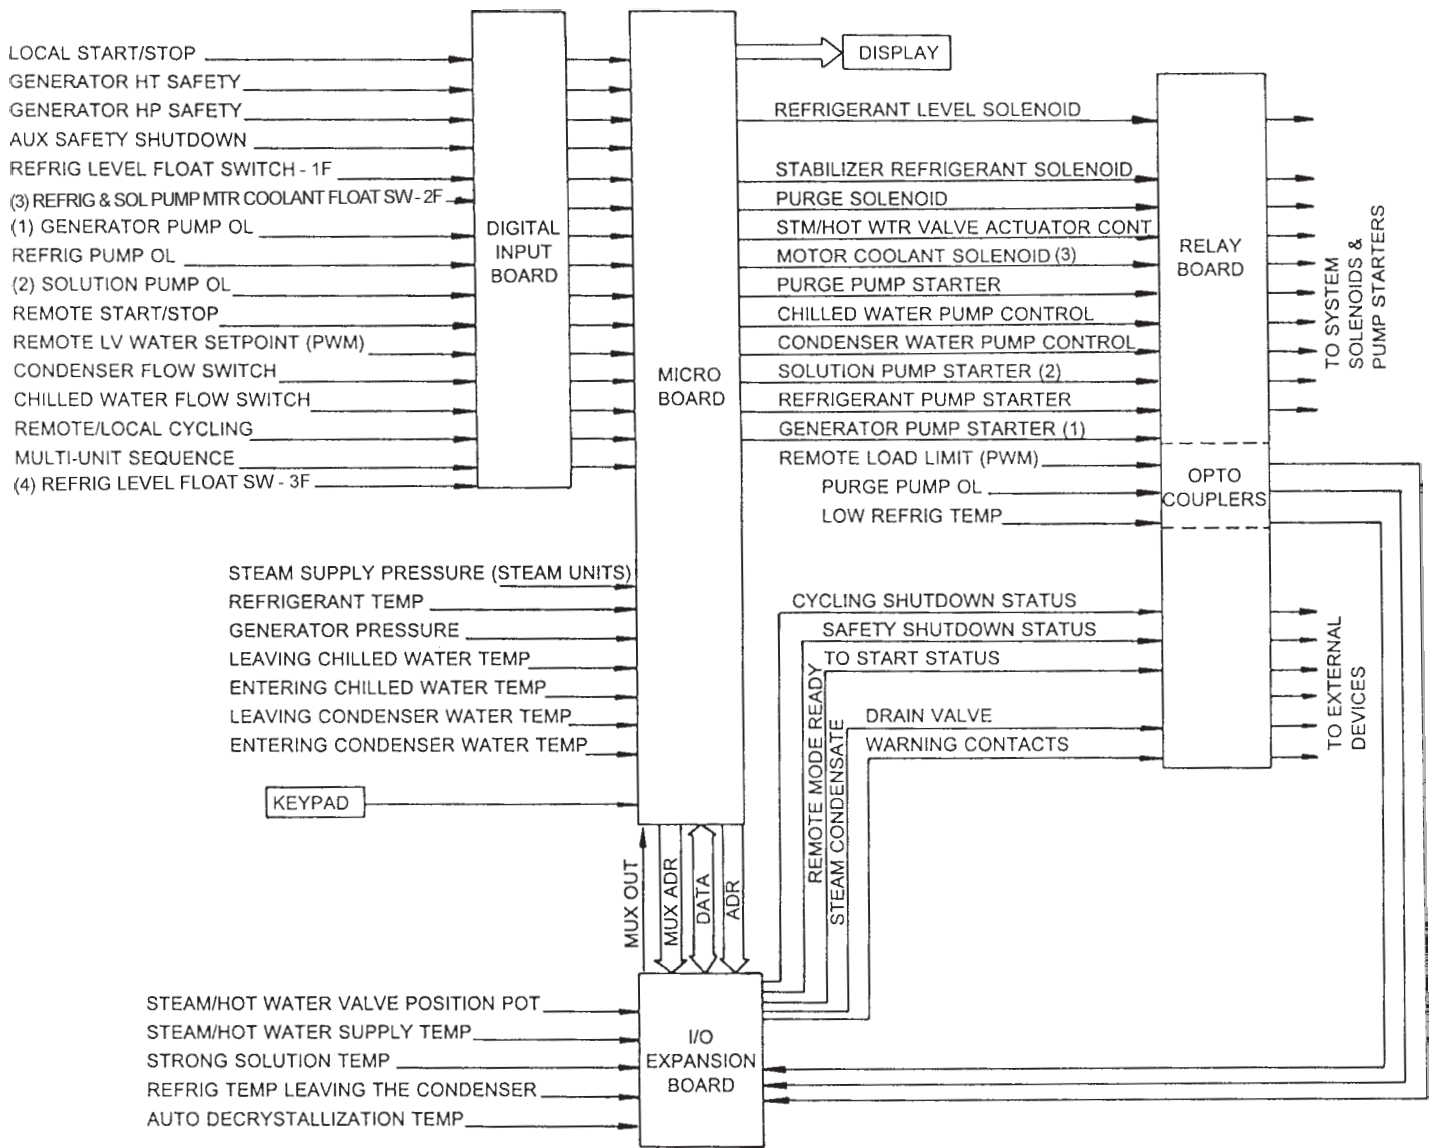 LOCAL START/STOP
GENERATOR HT SAFETY
GENERATOR HP SAFETY
AUX SAFETY SHUTDOWN
REFRIG LEVEL FLOAT SWITCH - 1F
(3) REFRIG & SOL PUMP MTR COOLANT FLOAT SW - 2F
(1) GENERATOR PUMP OL
REFRIG PUMP OL
(2) SOLUTION PUMP OL
REMOTE START/STOP
REMOTE LV WATER SETPOINT (PWM)
CONDENSER FLOW SWITCH
CHILLED WATER FLOW SWITCH
REMOTE/LOCAL CYCLING
MULTI-UNIT SEQUENCE
(4) REFRIG LEVEL FLOAT SW - 3F
DIGITAL
INPUT
BOARD
STEAM SUPPLY PRESSURE (STEAM UNITS)
REFRIGERANT TEMP
GENERATOR PRESSURE
LEAVING CHILLED WATER TEMP
ENTERING CHILLED WATER TEMP
LEAVING CONDENSER WATER TEMP
ENTERING CONDENSER WATER TEMP
KEYPAD
MICRO
BOARD
DISPLAY
REFRIGERANT LEVEL SOLENOID
STABILIZER REFRIGERANT SOLENOID
PURGE SOLENOID
STM/HOT WTR VALVE ACTUATOR CONT
MOTOR COOLANT SOLENOID (3)
PURGE PUMP STARTER
CHILLED WATER PUMP CONTROL
CONDENSER WATER PUMP CONTROL
SOLUTION PUMP STARTER (2)
REFRIGERANT PUMP STARTER
GENERATOR PUMP STARTER (1)
REMOTE LOAD LIMIT (PWM)
PURGE PUMP OL
LOW REFRIG TEMP
RELAY
BOARD
OPTO
COUPLERS
TO SYSTEM
SOLENOIDS &
PUMP STARTERS
CYCLING SHUTDOWN STATUS
SAFETY SHUTDOWN STATUS
TO START STATUS
REMOTE MODE READY
STEAM CONDENSATE
DRAIN VALVE
WARNING CONTACTS
TO EXTERNAL
DEVICES
MUX OUT
MUX ADR
DATA
ADR
STEAM/HOT WATER VALVE POSITION POT
STEAM/HOT WATER SUPPLY TEMP
STRONG SOLUTION TEMP
REFRIG TEMP LEAVING THE CONDENSER
AUTO DECRYSTALLIZATION TEMP
I/O
EXPANSION
BOARD